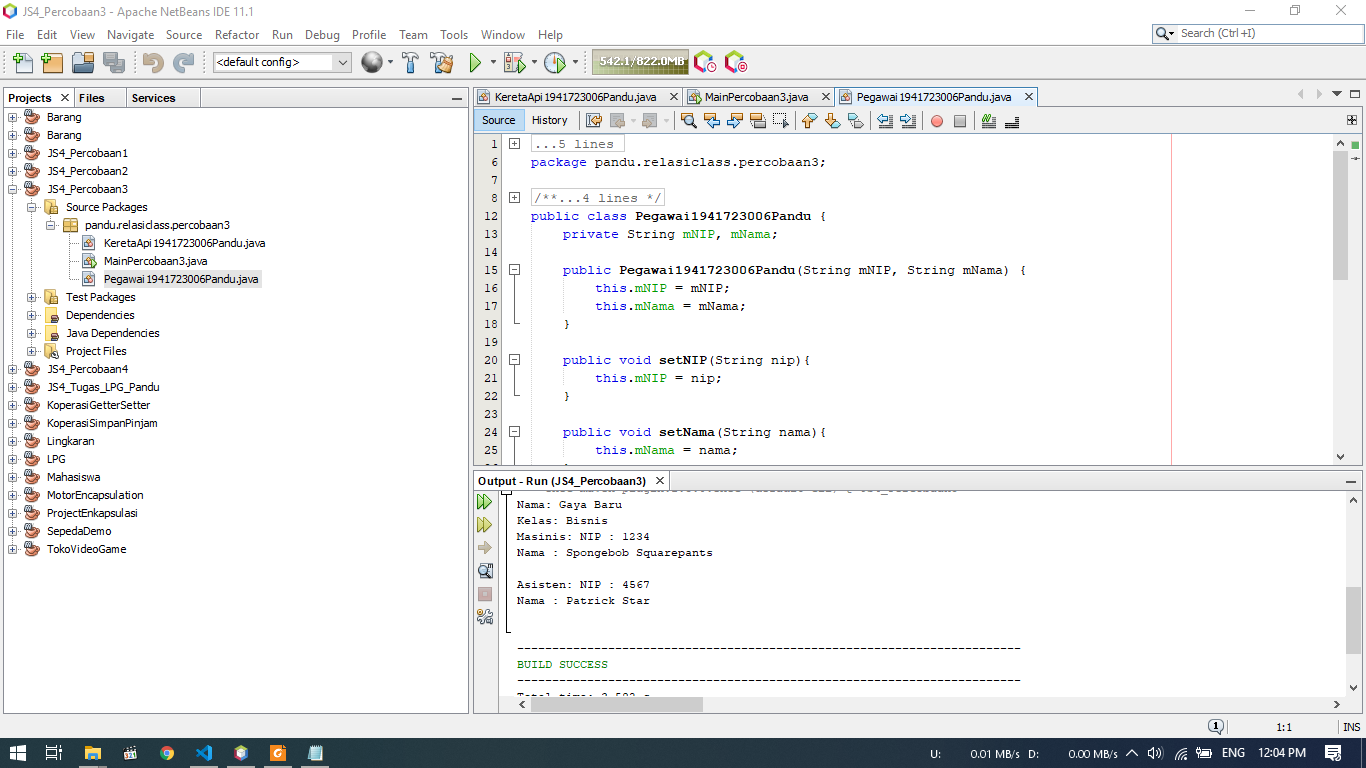 JS4_Percobaan3 - Apache NetBeans IDE 11.1
File Edit View Navigate Source Refactor Run Debug Profile Team Tools Window Help
Search (Ctrl+I)
<default config>
542.1/822.0MB
Projects Files Services
Barang
Barang
JS4_Percobaan1
JS4_Percobaan2
JS4_Percobaan3
Source Packages
pandu.relasiclass.percobaan3
KeretaApi1941723006Pandu.java
MainPercobaan3.java
Pegawai1941723006Pandu.java
Test Packages
Dependencies
Java Dependencies
Project Files
JS4_Percobaan4
JS4_Tugas_LPG_Pandu
KoperasiGetterSetter
KoperasiSimpanPinjam
Lingkaran
LPG
Mahasiswa
MotorEncapsulation
ProjectEnkapsulasi
SepedaDemo
TokoVideoGame
KeretaApi1941723006Pandu.java MainPercobaan3.java Pegawai1941723006Pandu.java
Source History
1 ...5 lines
6 package pandu.relasiclass.percobaan3;
7
8 /**...4 lines */
12 public class Pegawai1941723006Pandu {
13 private String mNIP, mNama;
14
15 public Pegawai1941723006Pandu(String mNIP, String mNama) {
16 this.mNIP = mNIP;
17 this.mNama = mNama;
18 }
19
20 public void setNIP(String nip){
21 this.mNIP = nip;
22 }
23
24 public void setNama(String nama){
25 this.mNama = nama;
Output - Run (JS4_Percobaan3)
Nama: Gaya Baru
Kelas: Bisnis
Masinis: NIP : 1234
Nama : Spongebob Squarepants
Asisten: NIP : 4567
Nama : Patrick Star
------------------------------------------------------------------------
BUILD SUCCESS
------------------------------------------------------------------------
1
1:1 INS
U: 0.01 MB/s D: 0.00 MB/s ENG 12:04 PM